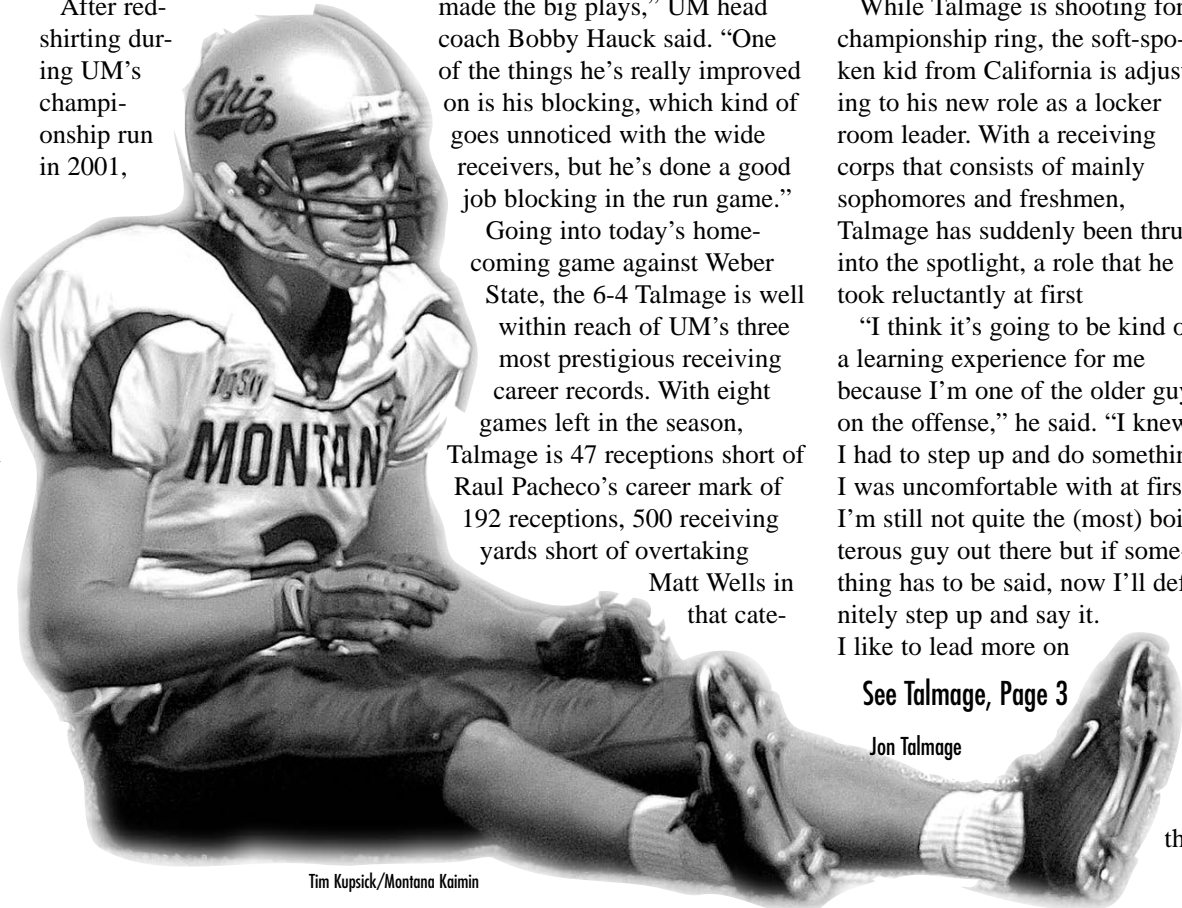 After red-
shirting dur-
ing UM's
champi-
onship run
in 2001,
made the big plays,” UM head
coach Bobby Hauck said. “One
of the things he's really improved
on is his blocking, which kind of
goes unnoticed with the wide
receivers, but he's done a good
job blocking in the run game.”
Going into today's home-
coming game against Weber
State, the 6-4 Talmage is well
within reach of UM's three
most prestigious receiving
career records. With eight
games left in the season,
Talmage is 47 receptions short of
Raul Pacheco's career mark of
192 receptions, 500 receiving
yards short of overtaking
Matt Wells in
that cate-
While Talmage is shooting for
championship ring, the soft-spo-
ken kid from California is adjust
ing to his new role as a locker
room leader. With a receiving
corps that consists of mainly
sophomores and freshmen,
Talmage has suddenly been thru
into the spotlight, a role that he
took reluctantly at first
“I think it's going to be kind o
a learning experience for me
because I'm one of the older guy
on the offense,” he said. “I knew
I had to step up and do somethin
I was uncomfortable with at firs
I'm still not quite the (most) boi
terous guy out there but if some-
thing has to be said, now I'll def
nitely step up and say it.
I like to lead more on
See Talmage, Page 3
Jon Talmage
th
Griz
Big Sky
MONTAN
Tim Kupsick/Montana Kaimin